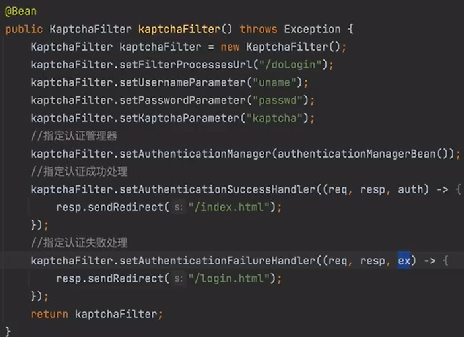 @Bean
public KaptchaFilter kaptchaFilter() throws Exception {
    KaptchaFilter kaptchaFilter = new KaptchaFilter();
    kaptchaFilter.setFilterProcessesUrl("/doLogin");
    kaptchaFilter.setUsernameParameter("uname");
    kaptchaFilter.setPasswordParameter("passwd");
    kaptchaFilter.setKaptchaParameter("kaptcha");
    //指定认证管理器
    kaptchaFilter.setAuthenticationManager(authenticationManagerBean());
    //指定认证成功处理
    kaptchaFilter.setAuthenticationSuccessHandler((req, resp, auth) -> {
        resp.sendRedirect( s: "/index.html");
    });
    //指定认证失败处理
    kaptchaFilter.setAuthenticationFailureHandler((req, resp, ex) -> {
        resp.sendRedirect( s: "/login.html");
    });
    return kaptchaFilter;
}